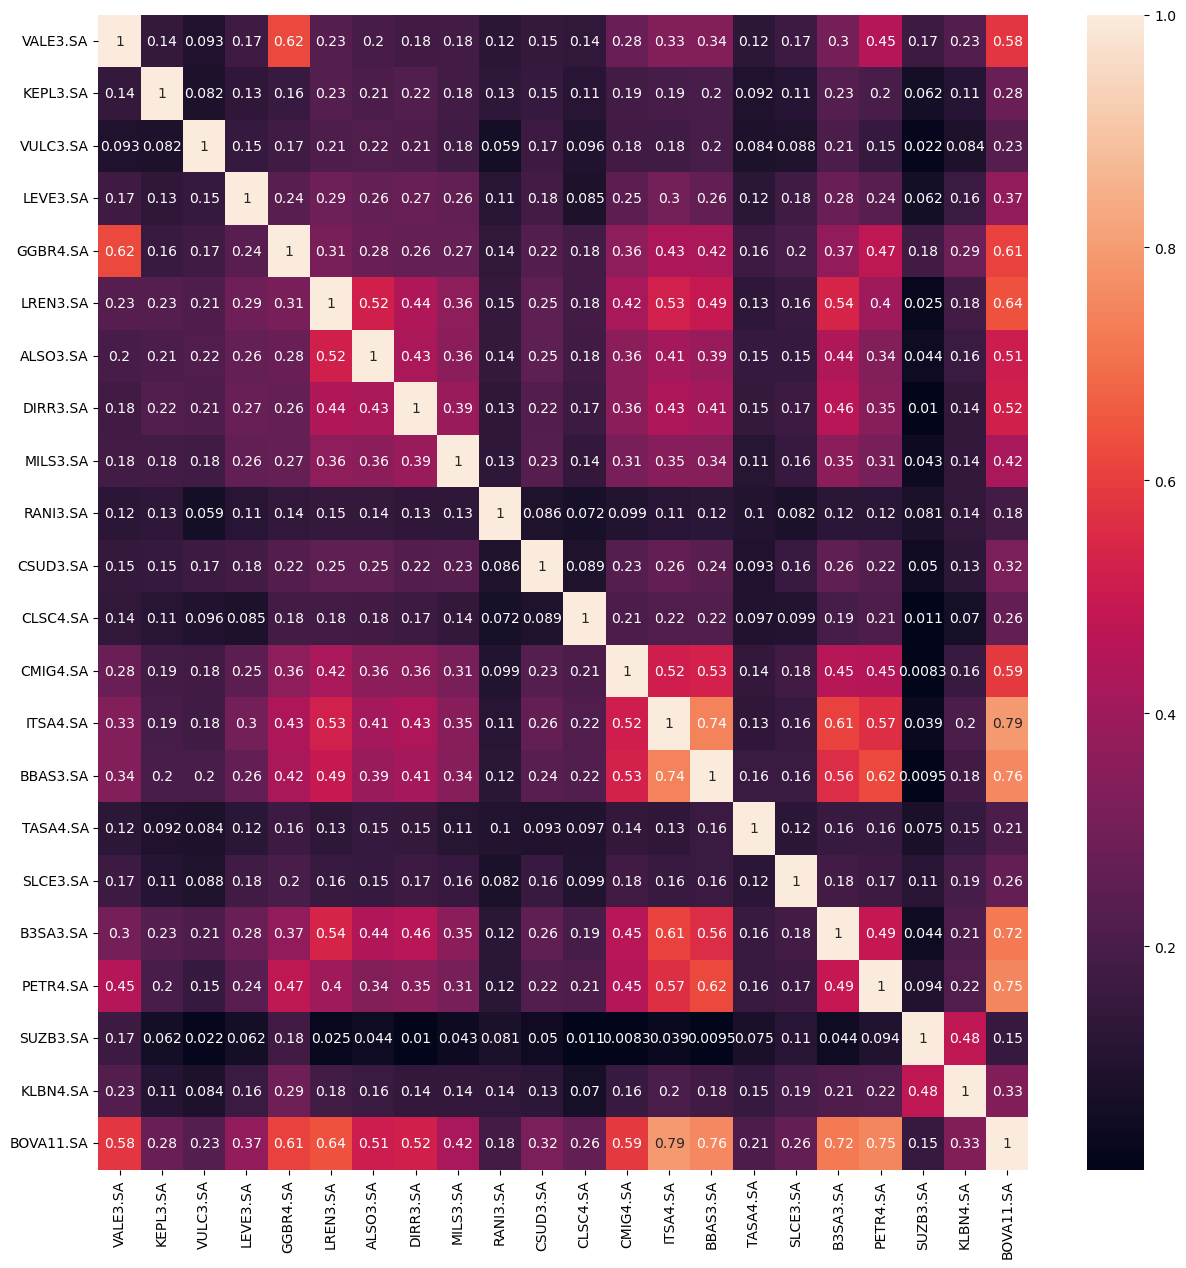 VALE3.SA 1 0.14 0.093 0.17 0.62 0.23 0.2 0.18 0.18 0.12 0.15 0.14 0.28 0.33 0.34 0.12 0.17 0.3 0.45 0.17 0.23 0.58 1.0
KEPL3.SA 0.14 1 0.082 0.13 0.16 0.23 0.21 0.22 0.18 0.13 0.15 0.11 0.19 0.19 0.2 0.092 0.11 0.23 0.2 0.062 0.11 0.28
VULC3.SA 0.093 0.082 1 0.15 0.17 0.21 0.22 0.21 0.18 0.059 0.17 0.096 0.18 0.18 0.2 0.084 0.088 0.21 0.15 0.022 0.084 0.23
LEVE3.SA 0.17 0.13 0.15 1 0.24 0.29 0.26 0.27 0.26 0.11 0.18 0.085 0.25 0.3 0.26 0.12 0.18 0.28 0.24 0.062 0.16 0.37
GGBR4.SA 0.62 0.16 0.17 0.24 1 0.31 0.28 0.26 0.27 0.14 0.22 0.18 0.36 0.43 0.42 0.16 0.2 0.37 0.47 0.18 0.29 0.61 0.8
LREN3.SA 0.23 0.23 0.21 0.29 0.31 1 0.52 0.44 0.36 0.15 0.25 0.18 0.42 0.53 0.49 0.13 0.16 0.54 0.4 0.025 0.18 0.64
ALSO3.SA 0.2 0.21 0.22 0.26 0.28 0.52 1 0.43 0.36 0.14 0.25 0.18 0.36 0.41 0.39 0.15 0.15 0.44 0.34 0.044 0.16 0.51
DIRR3.SA 0.18 0.22 0.21 0.27 0.26 0.44 0.43 1 0.39 0.13 0.22 0.17 0.36 0.43 0.41 0.15 0.17 0.46 0.35 0.01 0.14 0.52
MILS3.SA 0.18 0.18 0.18 0.26 0.27 0.36 0.36 0.39 1 0.13 0.23 0.14 0.31 0.35 0.34 0.11 0.16 0.35 0.31 0.043 0.14 0.42 0.6
RANI3.SA 0.12 0.13 0.059 0.11 0.14 0.15 0.14 0.13 0.13 1 0.086 0.072 0.099 0.11 0.12 0.1 0.082 0.12 0.12 0.081 0.14 0.18
CSUD3.SA 0.15 0.15 0.17 0.18 0.22 0.25 0.25 0.22 0.23 0.086 1 0.089 0.23 0.26 0.24 0.093 0.16 0.26 0.22 0.05 0.13 0.32
CLSC4.SA 0.14 0.11 0.096 0.085 0.18 0.18 0.18 0.17 0.14 0.072 0.089 1 0.21 0.22 0.22 0.097 0.099 0.19 0.21 0.011 0.07 0.26
CMIG4.SA 0.28 0.19 0.18 0.25 0.36 0.42 0.36 0.36 0.31 0.099 0.23 0.21 1 0.52 0.53 0.14 0.18 0.45 0.45 0.0083 0.16 0.59
ITSA4.SA 0.33 0.19 0.18 0.3 0.43 0.53 0.41 0.43 0.35 0.11 0.26 0.22 0.52 1 0.74 0.13 0.16 0.61 0.57 0.039 0.2 0.79 0.4
BBAS3.SA 0.34 0.2 0.2 0.26 0.42 0.49 0.39 0.41 0.34 0.12 0.24 0.22 0.53 0.74 1 0.16 0.16 0.56 0.62 0.0095 0.18 0.76
TASA4.SA 0.12 0.092 0.084 0.12 0.16 0.13 0.15 0.15 0.11 0.1 0.093 0.097 0.14 0.13 0.16 1 0.12 0.16 0.16 0.075 0.15 0.21
SLCE3.SA 0.17 0.11 0.088 0.18 0.2 0.16 0.15 0.17 0.16 0.082 0.16 0.099 0.18 0.16 0.16 0.12 1 0.18 0.17 0.11 0.19 0.26
B3SA3.SA 0.3 0.23 0.21 0.28 0.37 0.54 0.44 0.46 0.35 0.12 0.26 0.19 0.45 0.61 0.56 0.16 0.18 1 0.49 0.044 0.21 0.72 0.2
PETR4.SA 0.45 0.2 0.15 0.24 0.47 0.4 0.34 0.35 0.31 0.12 0.22 0.21 0.45 0.57 0.62 0.16 0.17 0.49 1 0.094 0.22 0.75
SUZB3.SA 0.17 0.062 0.022 0.062 0.18 0.025 0.044 0.01 0.043 0.081 0.05 0.011 0.0083 0.039 0.0095 0.075 0.11 0.044 0.094 1 0.48 0.15
KLBN4.SA 0.23 0.11 0.084 0.16 0.29 0.18 0.16 0.14 0.14 0.14 0.13 0.07 0.16 0.2 0.18 0.15 0.19 0.21 0.22 0.48 1 0.33
BOVA11.SA 0.58 0.28 0.23 0.37 0.61 0.64 0.51 0.52 0.42 0.18 0.32 0.26 0.59 0.79 0.76 0.21 0.26 0.72 0.75 0.15 0.33 1
VALE3.SA KEPL3.SA VULC3.SA LEVE3.SA GGBR4.SA LREN3.SA ALSO3.SA DIRR3.SA MILS3.SA RANI3.SA CSUD3.SA CLSC4.SA CMIG4.SA ITSA4.SA BBAS3.SA TASA4.SA SLCE3.SA B3SA3.SA PETR4.SA SUZB3.SA KLBN4.SA BOVA11.SA